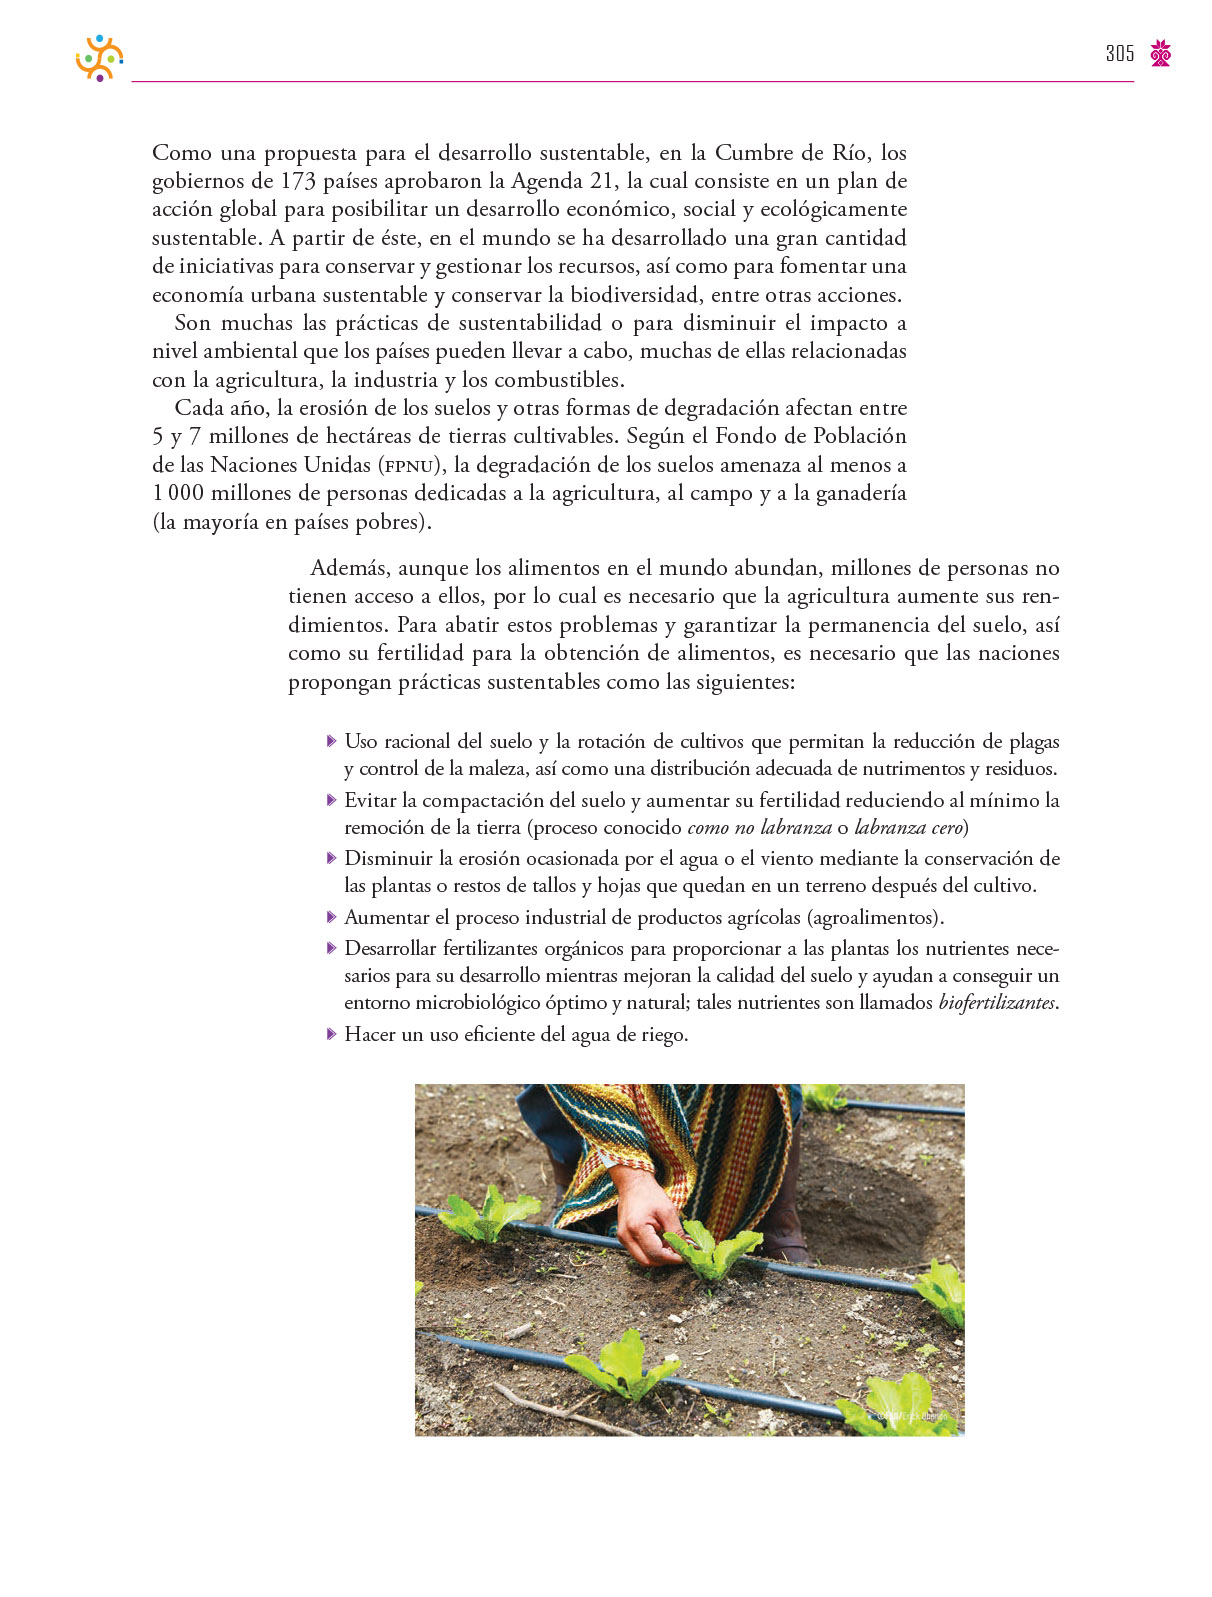 305
Como una propuesta para el desarrollo sustentable, en la Cumbre de Río, los
gobiernos de 173 países aprobaron la Agenda 21, la cual consiste en un plan de
acción global para posibilitar un desarrollo económico, social y ecológicamente
sustentable. A partir de éste, en el mundo se ha desarrollado una gran cantidad
de iniciativas para conservar y gestionar los recursos, así como para fomentar una
economía urbana sustentable y conservar la biodiversidad, entre otras acciones.
Son muchas las prácticas de sustentabilidad o para disminuir el impacto a
nivel ambiental que los países pueden llevar a cabo, muchas de ellas relacionadas
con la agricultura, la industria y los combustibles.
Cada año, la erosión de los suelos y otras formas de degradación afectan entre
5 y 7 millones de hectáreas de tierras cultivables. Según el Fondo de Población
de las Naciones Unidas (FPNU), la degradación de los suelos amenaza al menos a
1 000 millones de personas dedicadas a la agricultura, al campo y a la ganadería
(la mayoría en países pobres).
Además, aunque los alimentos en el mundo abundan, millones de personas no
tienen acceso a ellos, por lo cual es necesario que la agricultura aumente sus ren-
dimientos. Para abatir estos problemas y garantizar la permanencia del suelo, así
como su fertilidad para la obtención de alimentos, es necesario que las naciones
propongan prácticas sustentables como las siguientes:
Uso racional del suelo y la rotación de cultivos que permitan la reducción de plagas
y control de la maleza, así como una distribución adecuada de nutrimentos y residuos.
Evitar la compactación del suelo y aumentar su fertilidad reduciendo al mínimo la
remoción de la tierra (proceso conocido como no labranza o labranza cero)
Disminuir la erosión ocasionada por el agua o el viento mediante la conservación de
las plantas o restos de tallos y hojas que quedan en un terreno después del cultivo.
Aumentar el proceso industrial de productos agrícolas (agroalimentos).
Desarrollar fertilizantes orgánicos para proporcionar a las plantas los nutrientes nece-
sarios para su desarrollo mientras mejoran la calidad del suelo y ayudan a conseguir un
entorno microbiológico óptimo y natural; tales nutrientes son llamados biofertilizantes.
Hacer un uso eficiente del agua de riego.